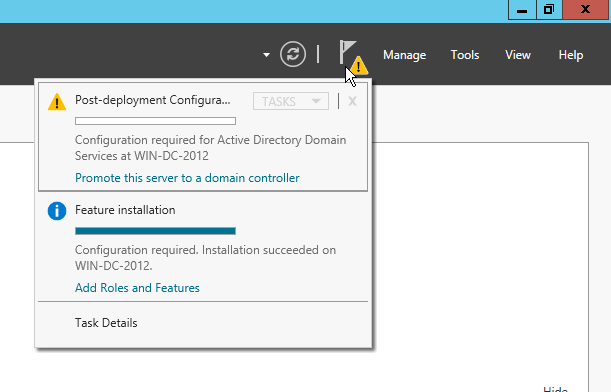 Manage Tools View Help
Post-deployment Configura...
TASKS
X
Configuration required for Active Directory Domain
Services at WIN-DC-2012
Promote this server to a domain controller
Feature installation
Configuration required. Installation succeeded on
WIN-DC-2012.
Add Roles and Features
Task Details
Hide